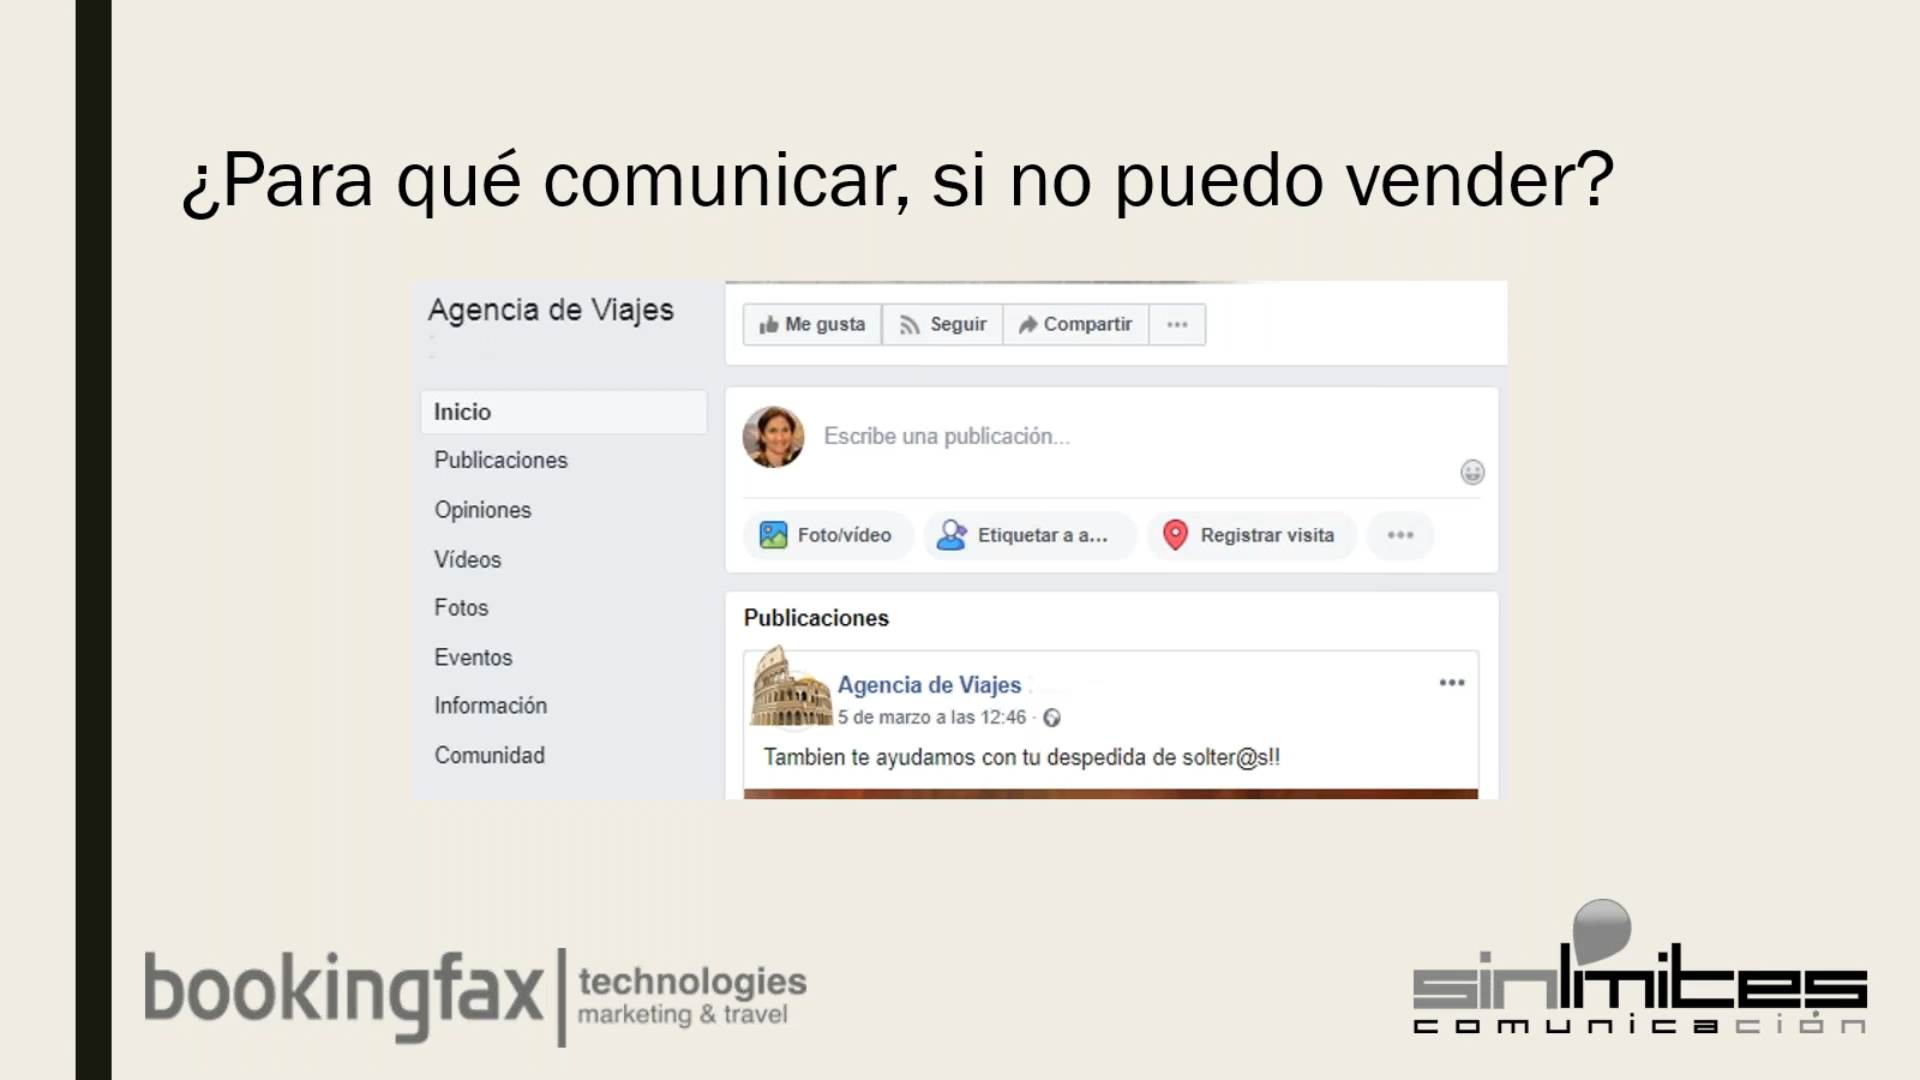 ¿Para qué comunicar, si no puedo vender?
Agencia de Viajes
Inicio
Publicaciones
Opiniones
Vídeos
Fotos
Eventos
Información
Comunidad
Me gusta
Seguir
Compartir
Escribe una publicación...
Foto/vídeo
Etiquetar a a...
Registrar visita
Publicaciones
Agencia de Viajes
5 de marzo a las 12:46 ·
Tambien te ayudamos con tu despedida de solter@s!!
bookingfax
technologies
marketing & travel
sinlímites
comunicación